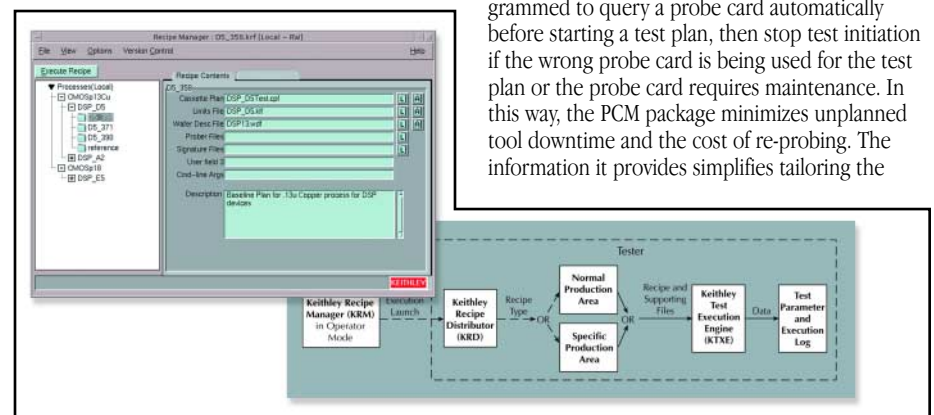 grammed to query a probe card automatically
before starting a test plan, then stop test initiation
if the wrong probe card is being used for the test
plan or the probe card requires maintenance. In
this way, the PCM package minimizes unplanned
tool downtime and the cost of re-probing. The
information it provides simplifies tailoring the
Recipe Manager : D5_358.krf (Local – RW)
File View Options Version Control Help
Execute Recipe
Recipe Contents
Processes(Local)
CMOSp13Cu
DSP_D5
D5_371
D5_390
reference
DSP_A2
CMOSp18
DSP_E5
D5_358
Cassette Plan DSP_D5Test.cpf
Limits File DSP_D5.klf
Wafer Desc File DSP13.wdf
Prober Files
Signature Files
User field 3
Cmd-line Args
Description Baseline Plan for .13u Copper process for DSP
devices
KEITHLEY
Tester
Keithley Recipe
Manager (KRM)
in Operator
Mode
Execution
Launch
Keithley
Recipe
Distributor
(KRD)
Recipe
Type
OR
Normal
Production
Area
Specific
Production
Area
OR
Recipe and
Supporting
Files
Keithley
Test
Execution
Engine
(KTXE)
Data
Test
Parameter
and
Execution
Log